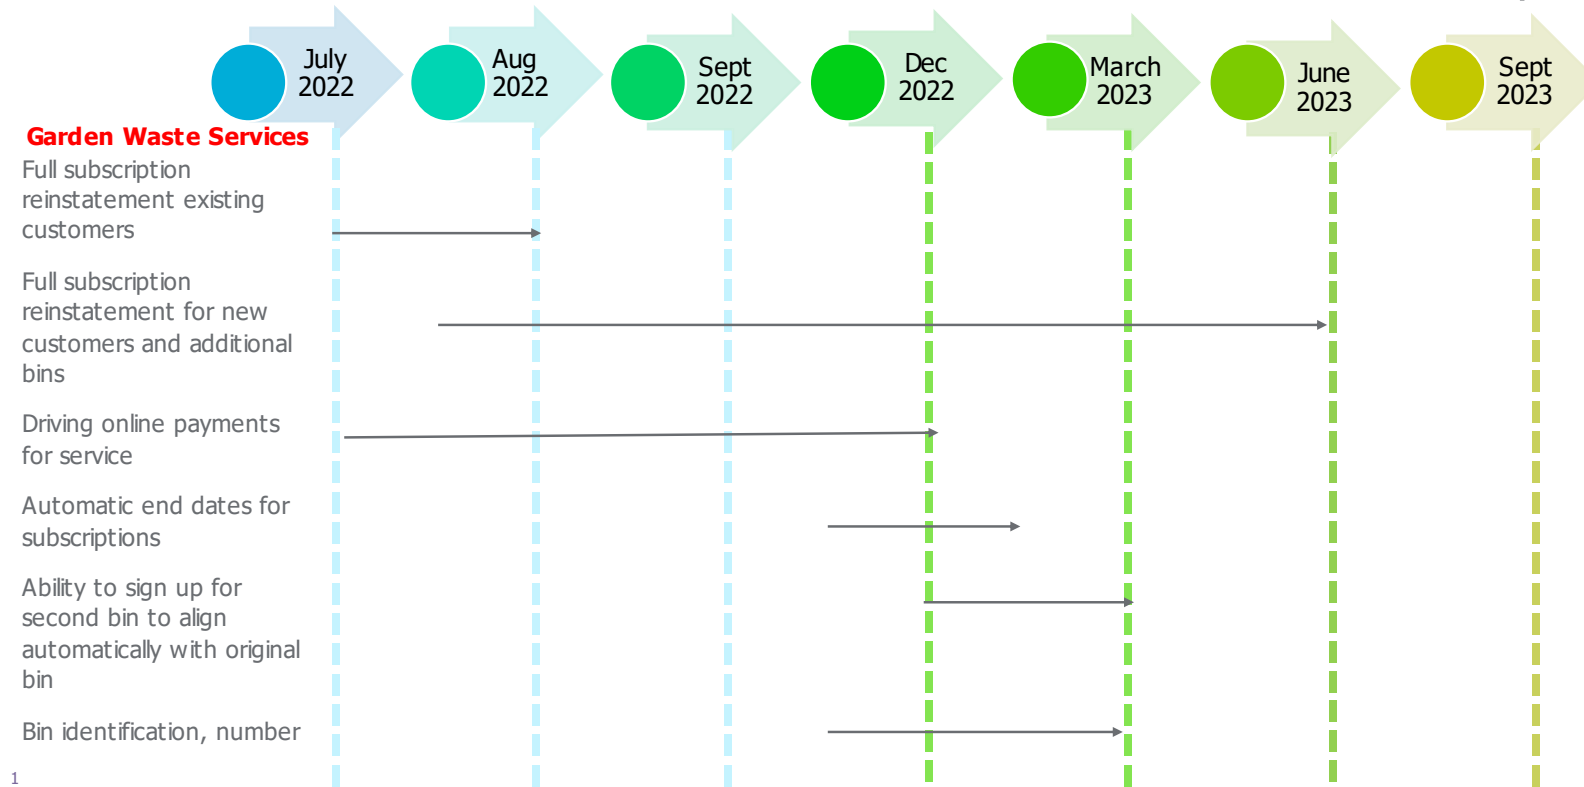 July
2022
Aug
2022
Sept
2022
Dec
2022
March
2023
June
2023
Sept
2023
Garden Waste Services
Full subscription
reinstatement existing
customers
Full subscription
reinstatement for new
customers and additional
bins
Driving online payments
for service
Automatic end dates for
subscriptions
Ability to sign up for
second bin to align
automatically with original
bin
Bin identification, number
1